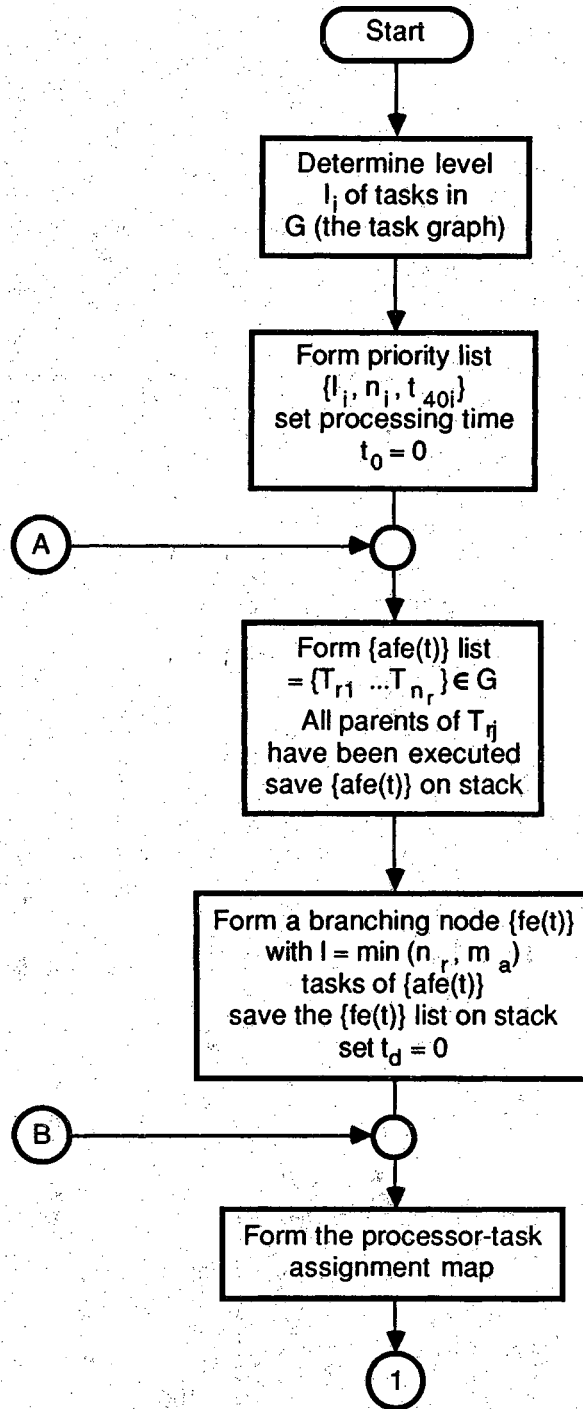 Start
Determine level
l_i of tasks in
G (the task graph)
Form priority list
{l_i, n_i, t_40i}
set processing time
t_0 = 0
A
Form {afe(t)} list
= {T_r1 ...T_n_r} ∈ G
All parents of T_rj
have been executed
save {afe(t)} on stack
Form a branching node {fe(t)}
with l = min (n_r, m_a)
tasks of {afe(t)}
save the {fe(t)} list on stack
set t_d = 0
B
Form the processor-task
assignment map
1